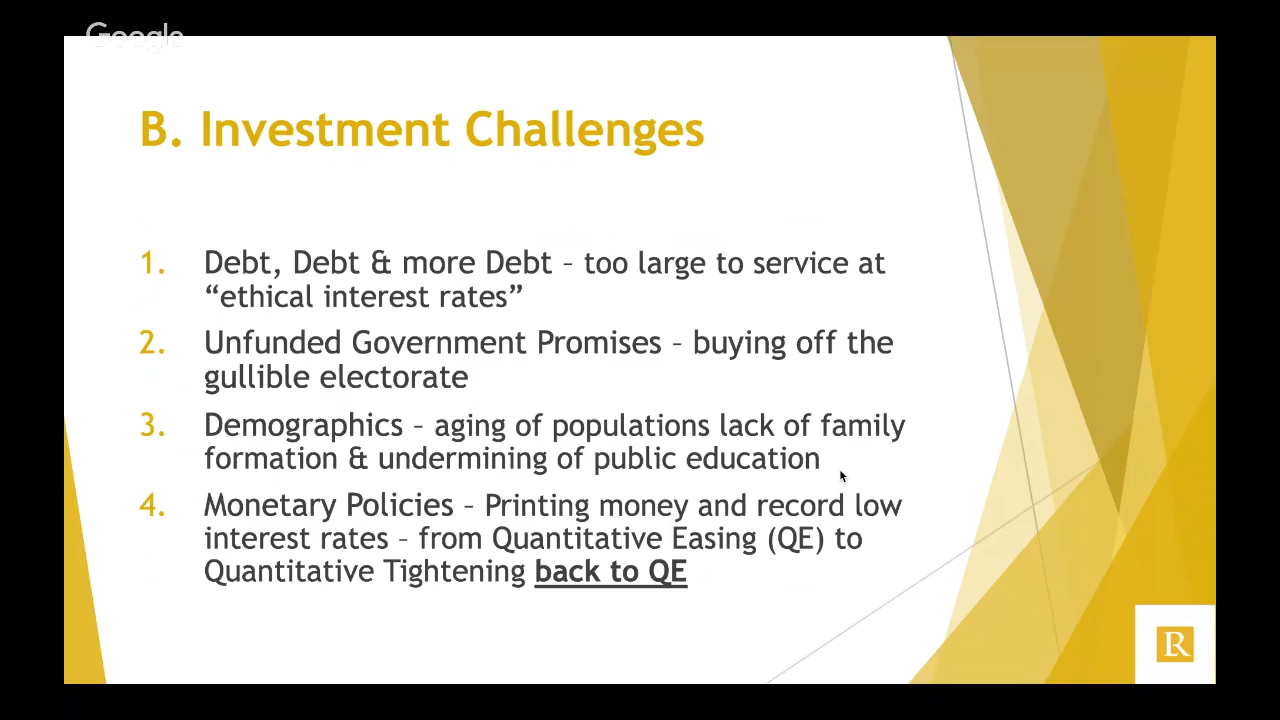 Google
B. Investment Challenges
1. Debt, Debt & more Debt – too large to service at
“ethical interest rates”
2. Unfunded Government Promises – buying off the
gullible electorate
3. Demographics – aging of populations lack of family
formation & undermining of public education
4. Monetary Policies – Printing money and record low
interest rates – from Quantitative Easing (QE) to
Quantitative Tightening back to QE
LR